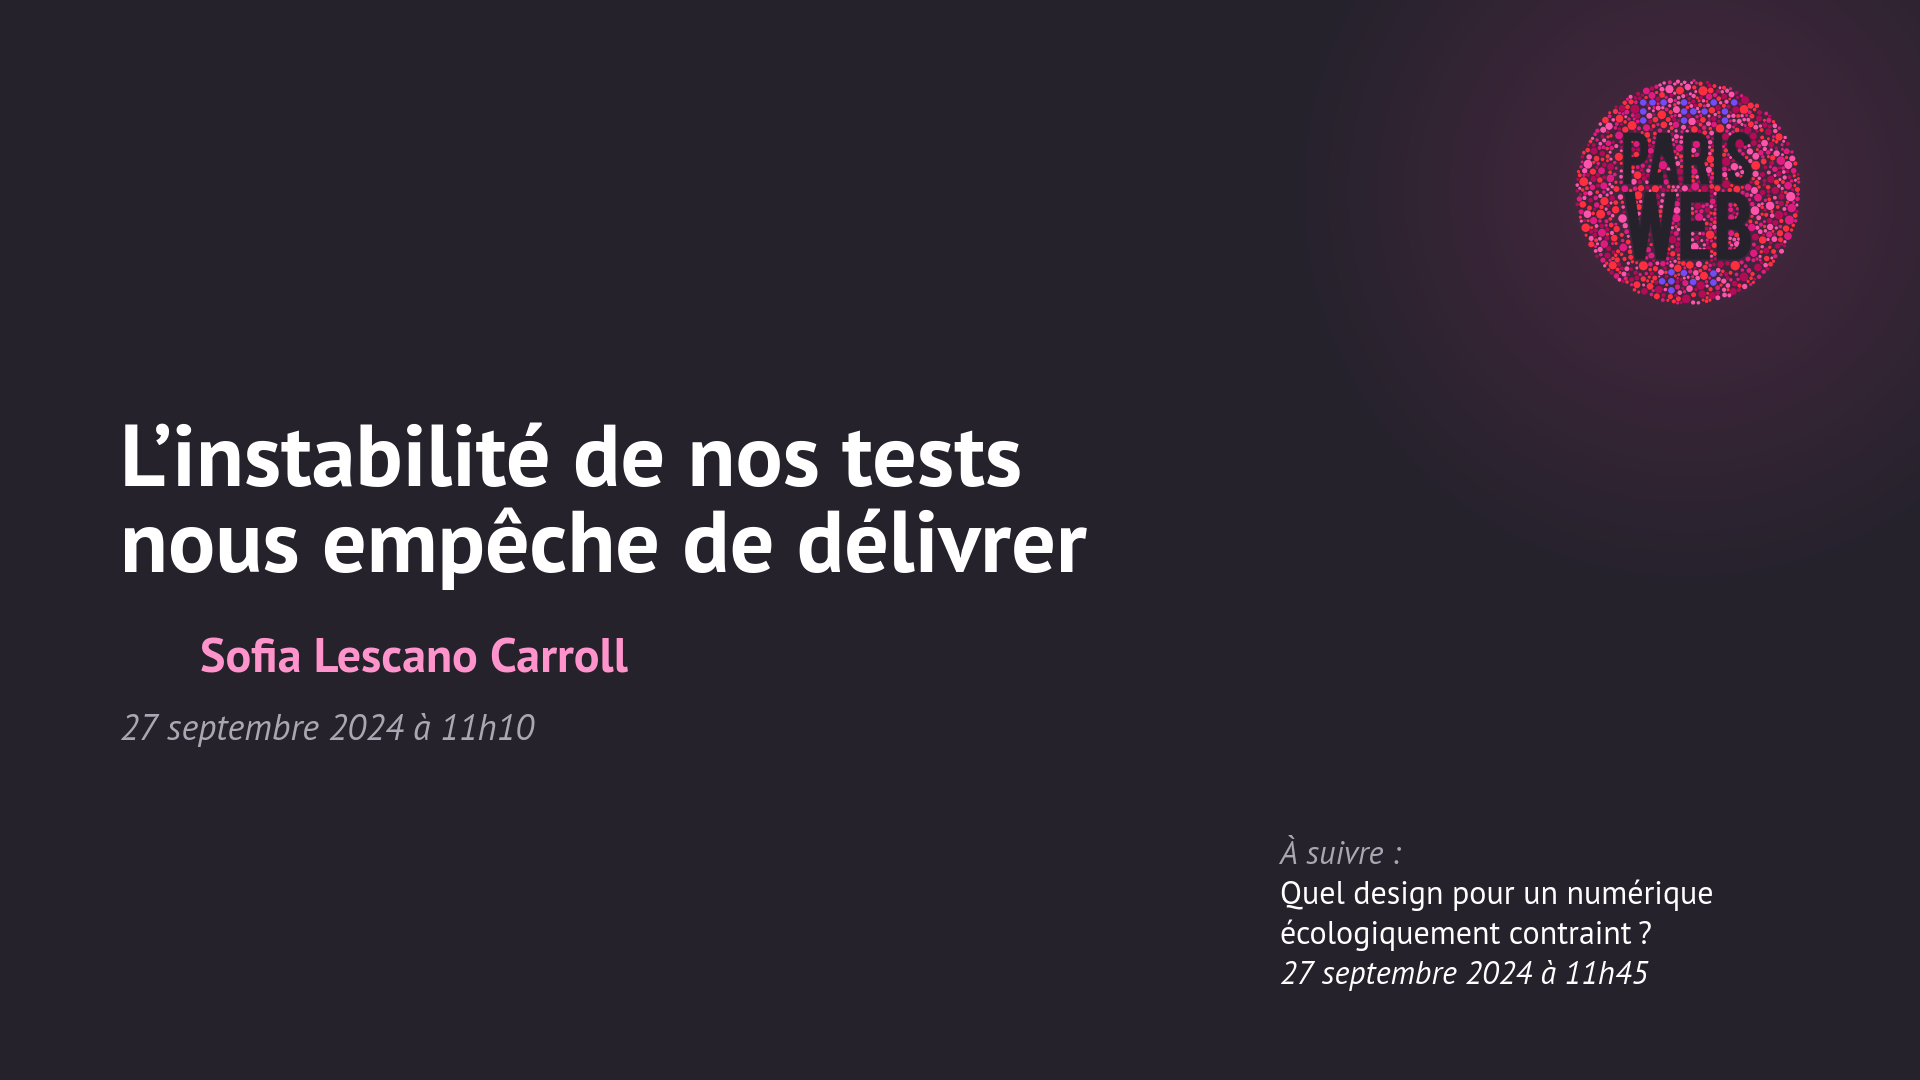 PARIS
WEB
L’instabilité de nos tests
nous empêche de délivrer
Sofia Lescano Carroll
27 septembre 2024 à 11h10
À suivre :
Quel design pour un numérique
écologiquement contraint ?
27 septembre 2024 à 11h45